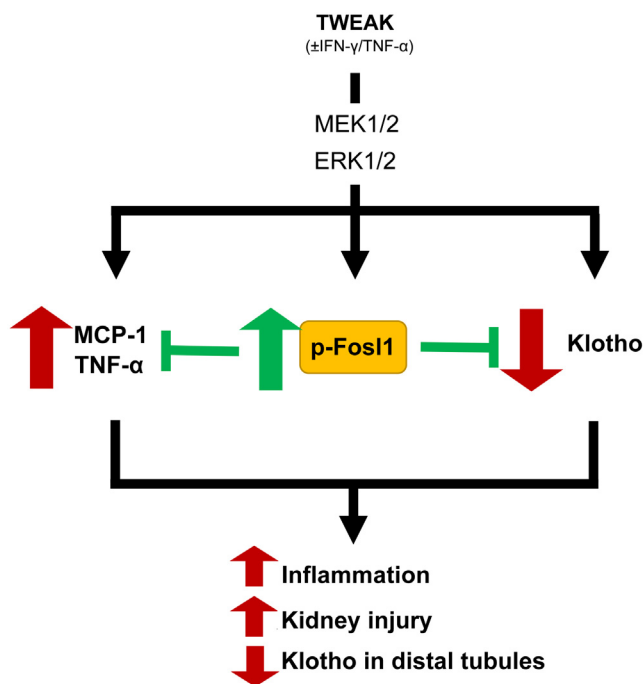 TWEAK
(±IFN-γ/TNF-α)
MEK1/2
ERK1/2
MCP-1
TNF-α
p-Fosl1
Klotho
Inflammation
Kidney injury
Klotho in distal tubules